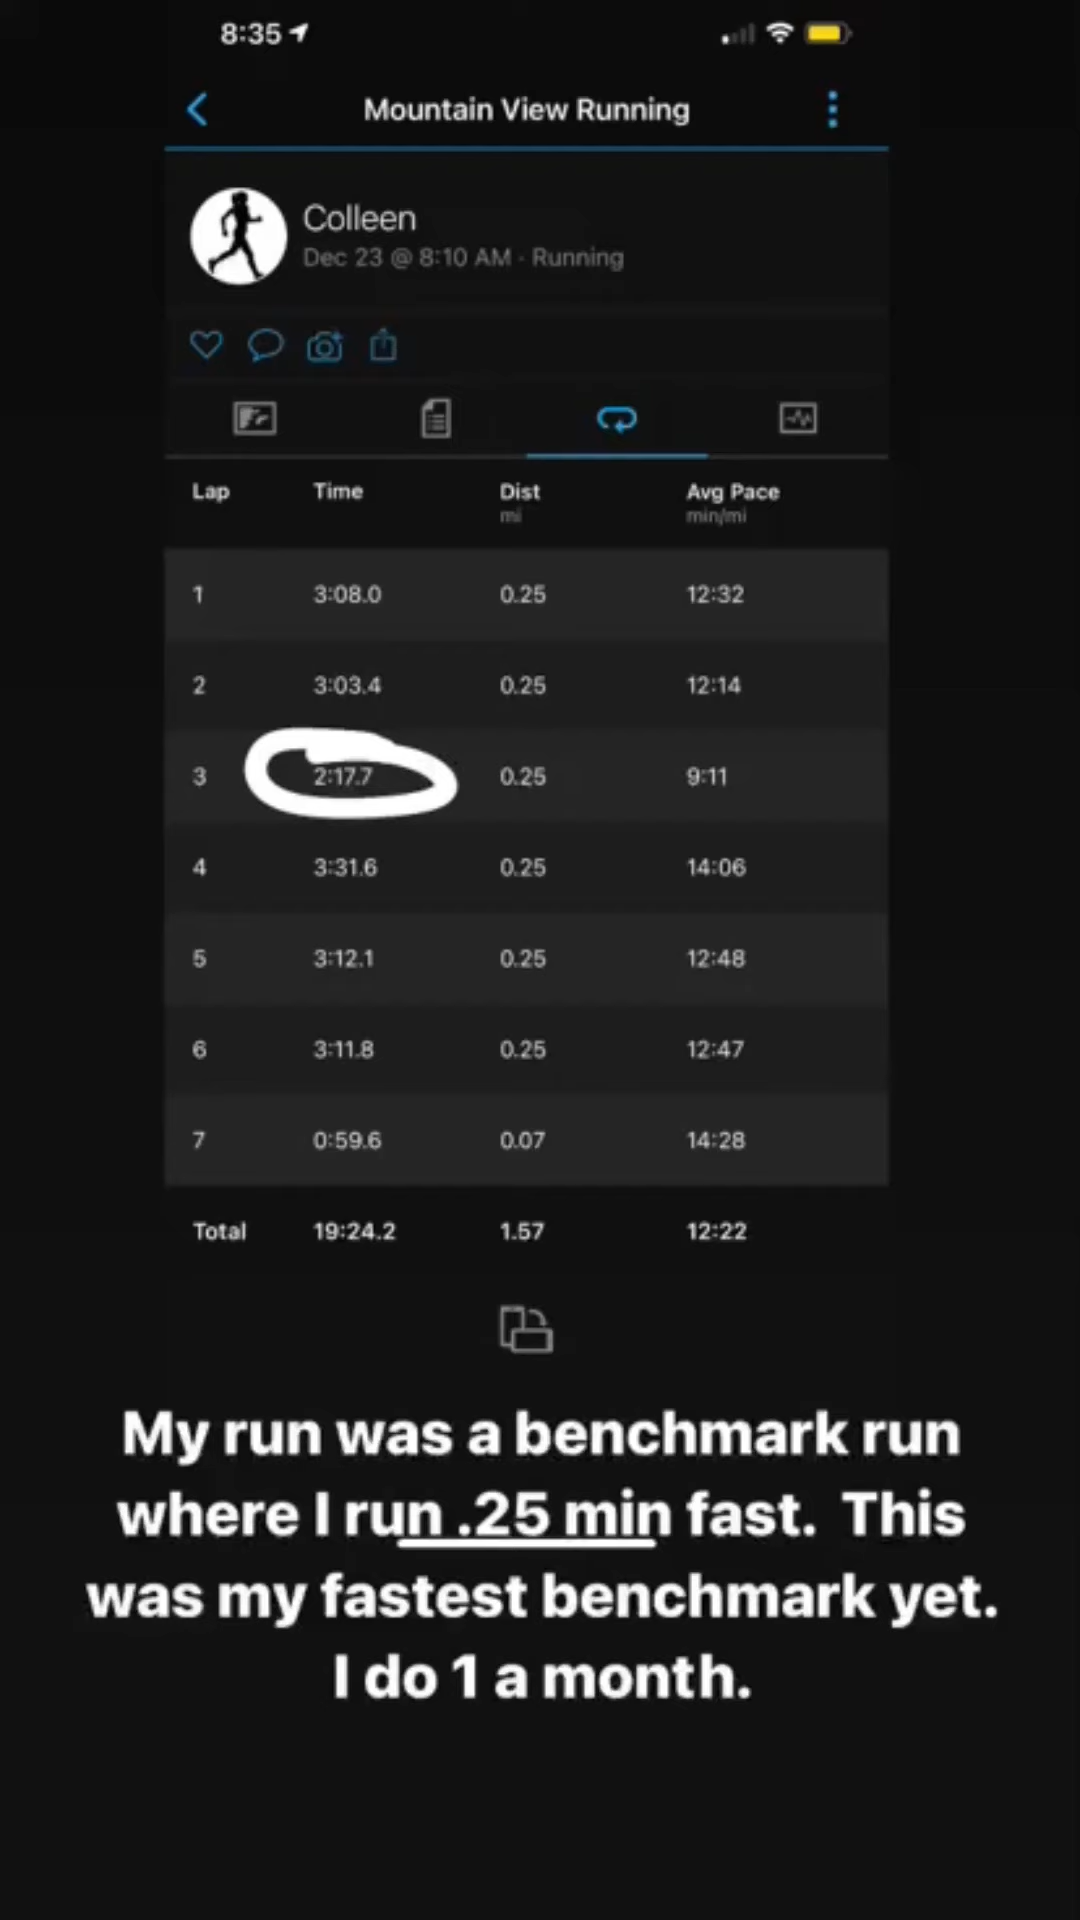 8:35
Mountain View Running
Colleen
Dec 23 @ 8:10 AM · Running
Lap Time Dist Avg Pace
mi min/mi
1 3:08.0 0.25 12:32
2 3:03.4 0.25 12:14
3 2:17.7 0.25 9:11
4 3:31.6 0.25 14:06
5 3:12.1 0.25 12:48
6 3:11.8 0.25 12:47
7 0:59.6 0.07 14:28
Total 19:24.2 1.57 12:22
My run was a benchmark run
where I run .25 min fast. This
was my fastest benchmark yet.
I do 1 a month.